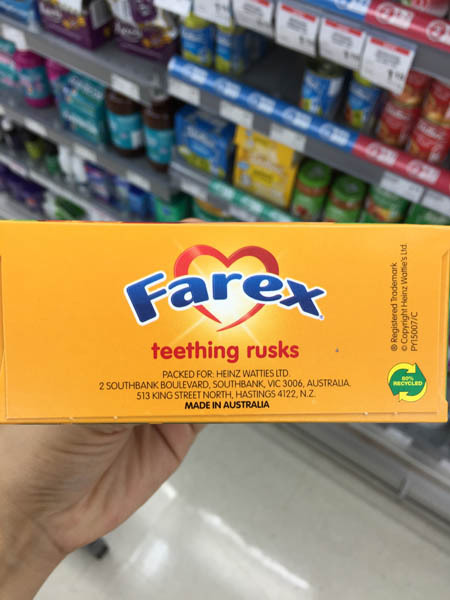 Farex
teething rusks
PACKED FOR: HEINZ WATTIES LTD.
2 SOUTHBANK BOULEVARD, SOUTHBANK, VIC 3006, AUSTRALIA.
513 KING STREET NORTH, HASTINGS 4122, N.Z.
MADE IN AUSTRALIA
® Registered Trademark
© Copyright Heinz Wattie's Ltd.
PY15007/C
80%
RECYCLED